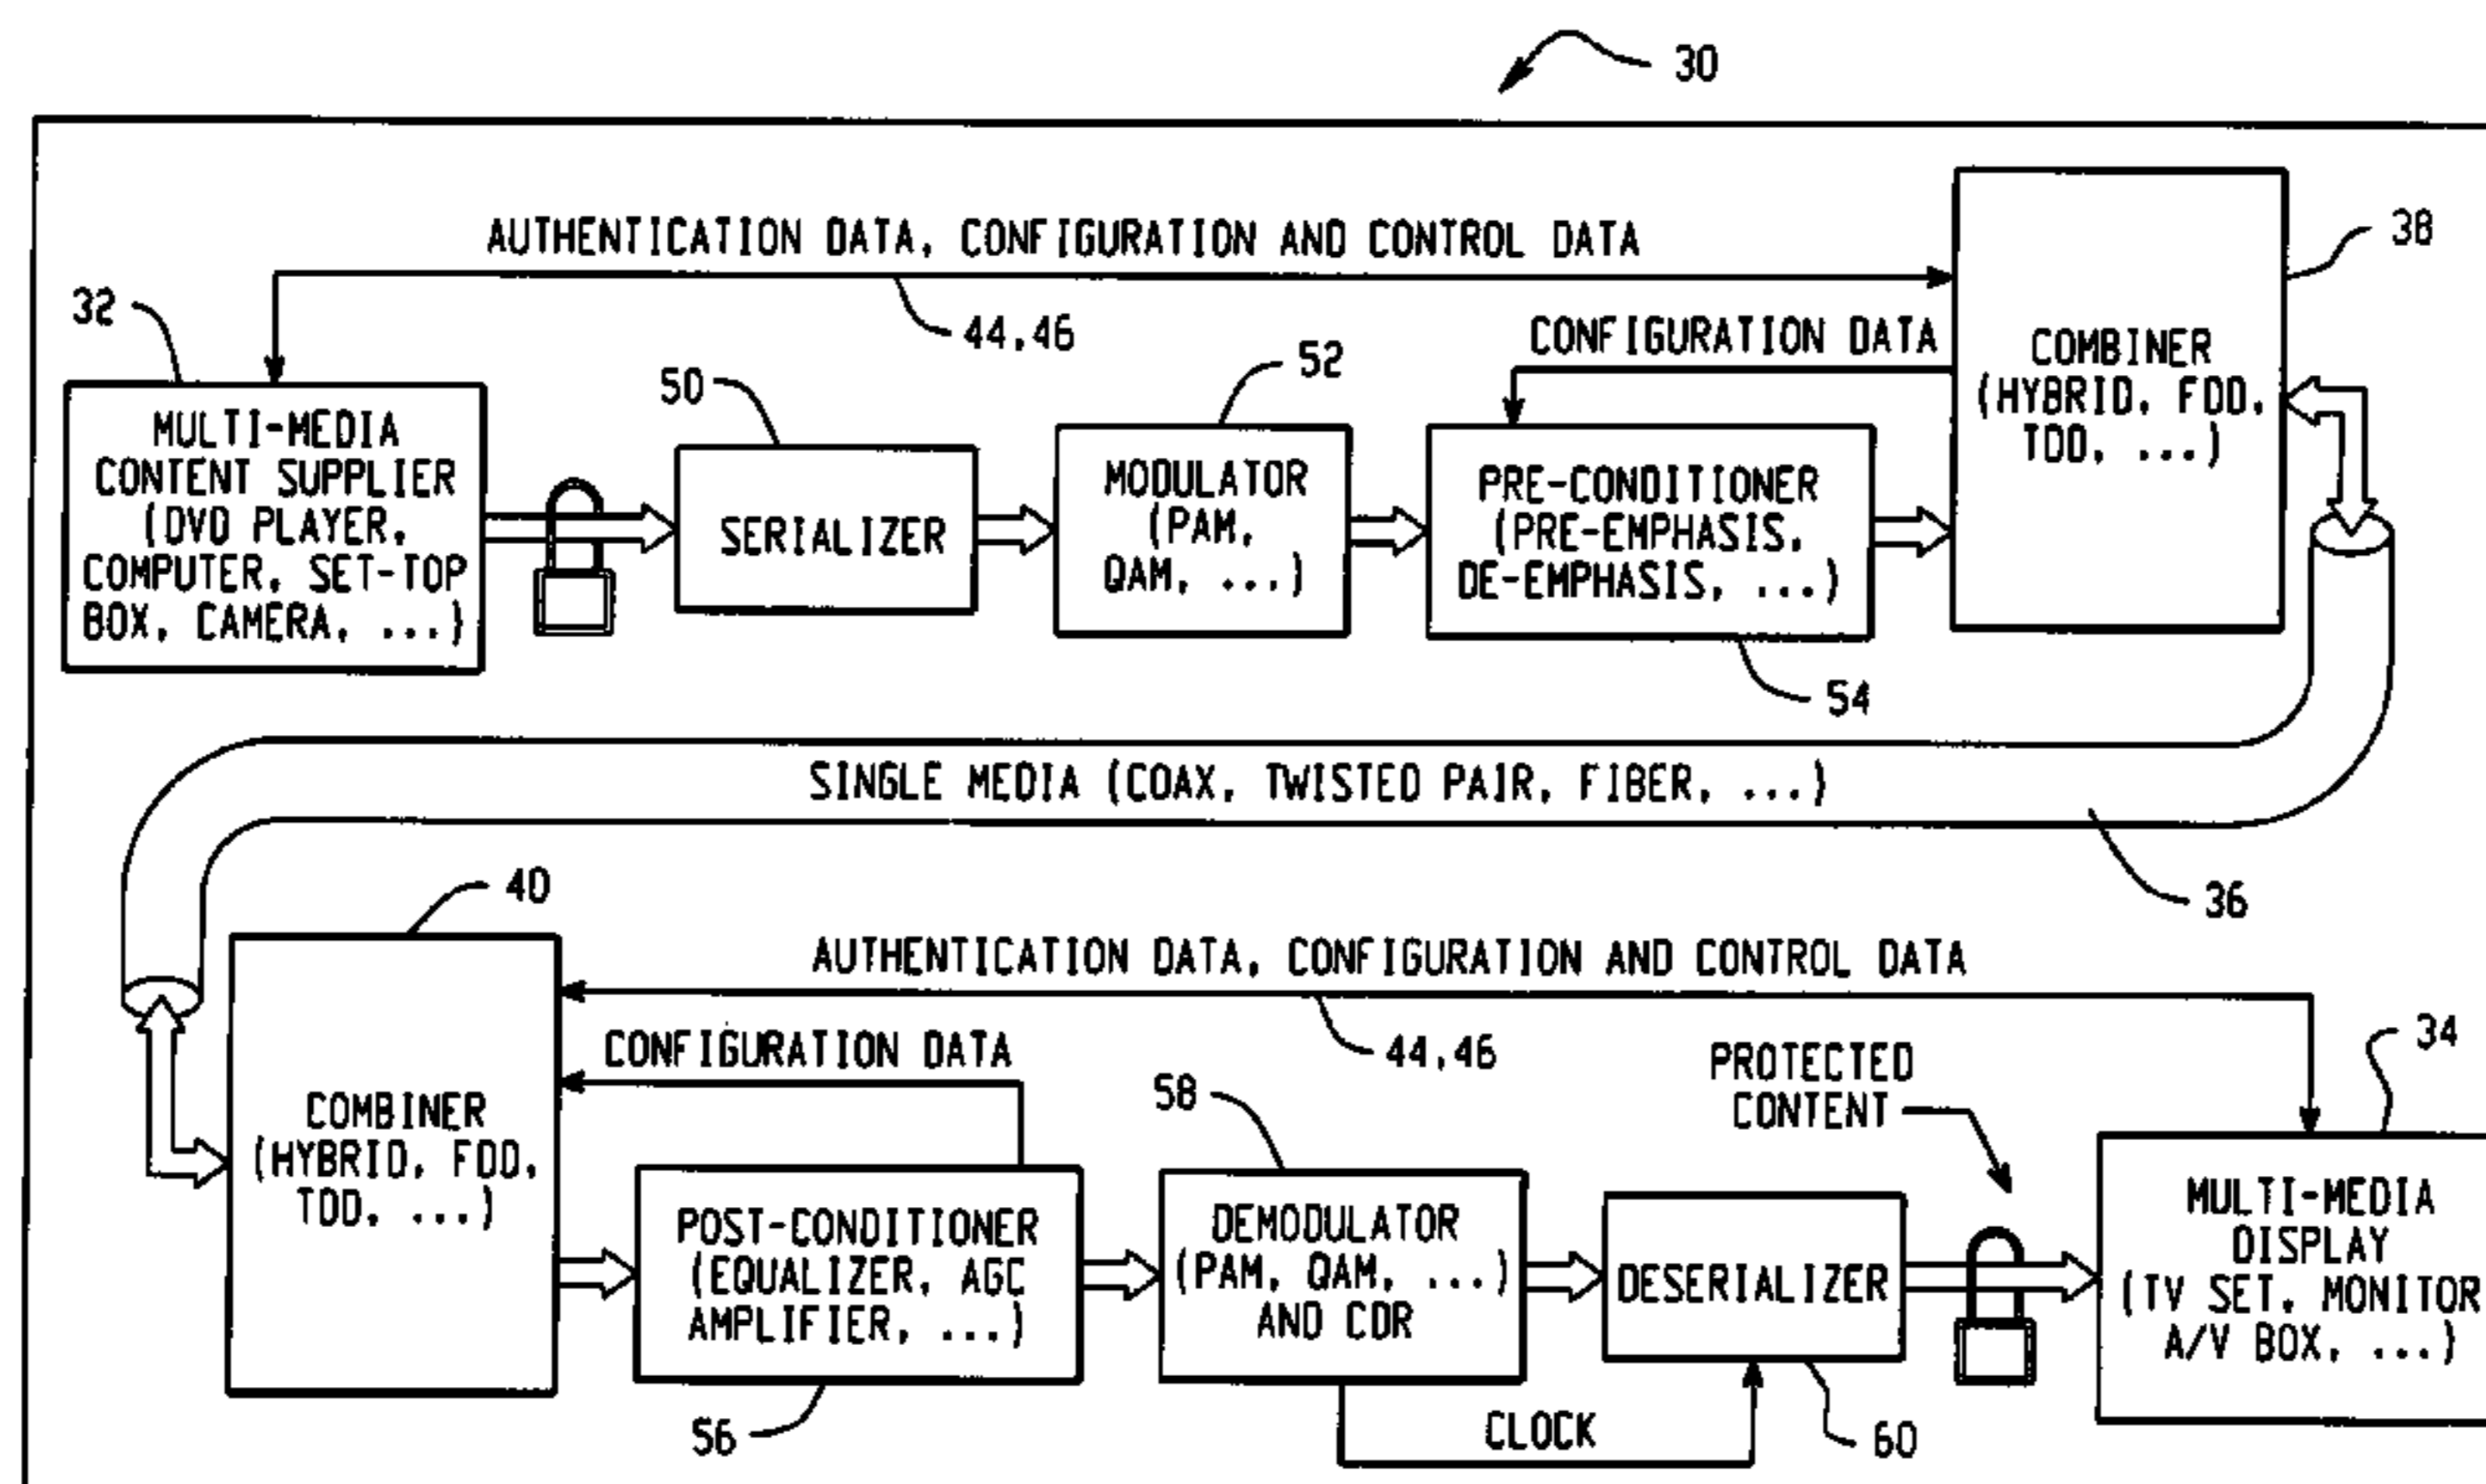 30
AUTHENTICATION DATA, CONFIGURATION AND CONTROL DATA
38
32
44,46
CONFIGURATION DATA
COMBINER
(HYBRID, FDD,
TDD, ...)
50
52
MULTI-MEDIA
CONTENT SUPPLIER
(DVD PLAYER,
COMPUTER, SET-TOP
BOX, CAMERA, ...)
SERIALIZER
MODULATOR
(PAM,
QAM, ...)
PRE-CONDITIONER
(PRE-EMPHASIS,
DE-EMPHASIS, ...)
54
SINGLE MEDIA (COAX, TWISTED PAIR, FIBER, ...)
36
40
AUTHENTICATION DATA, CONFIGURATION AND CONTROL DATA
44,46
34
CONFIGURATION DATA
58
PROTECTED
CONTENT
COMBINER
(HYBRID, FDD,
TDD, ...)
POST-CONDITIONER
(EQUALIZER, AGC
AMPLIFIER, ...)
DEMODULATOR
(PAM, QAM, ...)
AND CDR
DESERIALIZER
MULTI-MEDIA
DISPLAY
(TV SET, MONITOR
A/V BOX, ...)
56
CLOCK
60